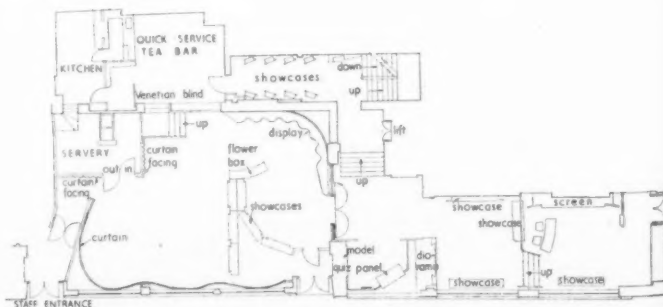 QUICK SERVICE
TEA BAR
KITCHEN
showcases
down
up
Venetian blind
up
display
lift
SERVERY
curtain
facing
flower
box
out in
curtain
facing
up
showcases
showcase
screen
showcase
curtain
model
quiz panel
dio-
rama
up
showcase
showcase
STAFF ENTRANCE